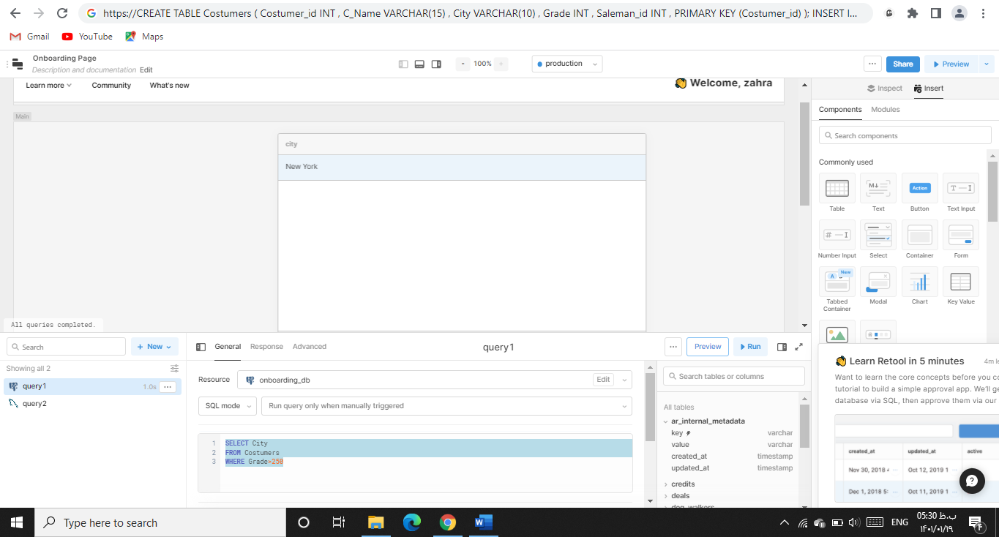 https://CREATE TABLE Costumers ( Costumer_id INT , C_Name VARCHAR(15) , City VARCHAR(10) , Grade INT , Saleman_id INT , PRIMARY KEY (Costumer_id) ); INSERT I...
Gmail YouTube Maps
Onboarding Page
Description and documentation Edit
- 100% +
production
Share
Preview
Learn more
Community
What's new
👋 Welcome, zahra
Main
city
New York
All queries completed.
Inspect
Insert
Components
Modules
Search components
Commonly used
M↓
Action
T
Table
Text
Button
Text Input
#
Number Input
Select
Container
Form
A
New
Tabbed Container
Modal
Chart
Key Value
Search
+ New
Showing all 2
query1 1.0s ...
query2
General
Response
Advanced
query1
...
Preview
Run
Resource
onboarding_db
Edit
SQL mode
Run query only when manually triggered
1 SELECT City
2 FROM Costumers
3 WHERE Grade>250
Search tables or columns
All tables
ar_internal_metadata
key varchar
value varchar
created_at timestamp
updated_at timestamp
credits
deals
dog_walkers
👋 Learn Retool in 5 minutes
4m le
Want to learn the core concepts before you co
tutorial to build a simple approval app. We'll ge
database via SQL, then approve them via our
created_at updated_at active
Nov 30, 2018 4 ... Oct 12, 2019 1 ...
Dec 1, 2018 5: ... Oct 11, 2019 1 ...
?
Type here to search
W
ENG
05:30 ب.ظ
۱۴۰۱/۰۱/۱۹